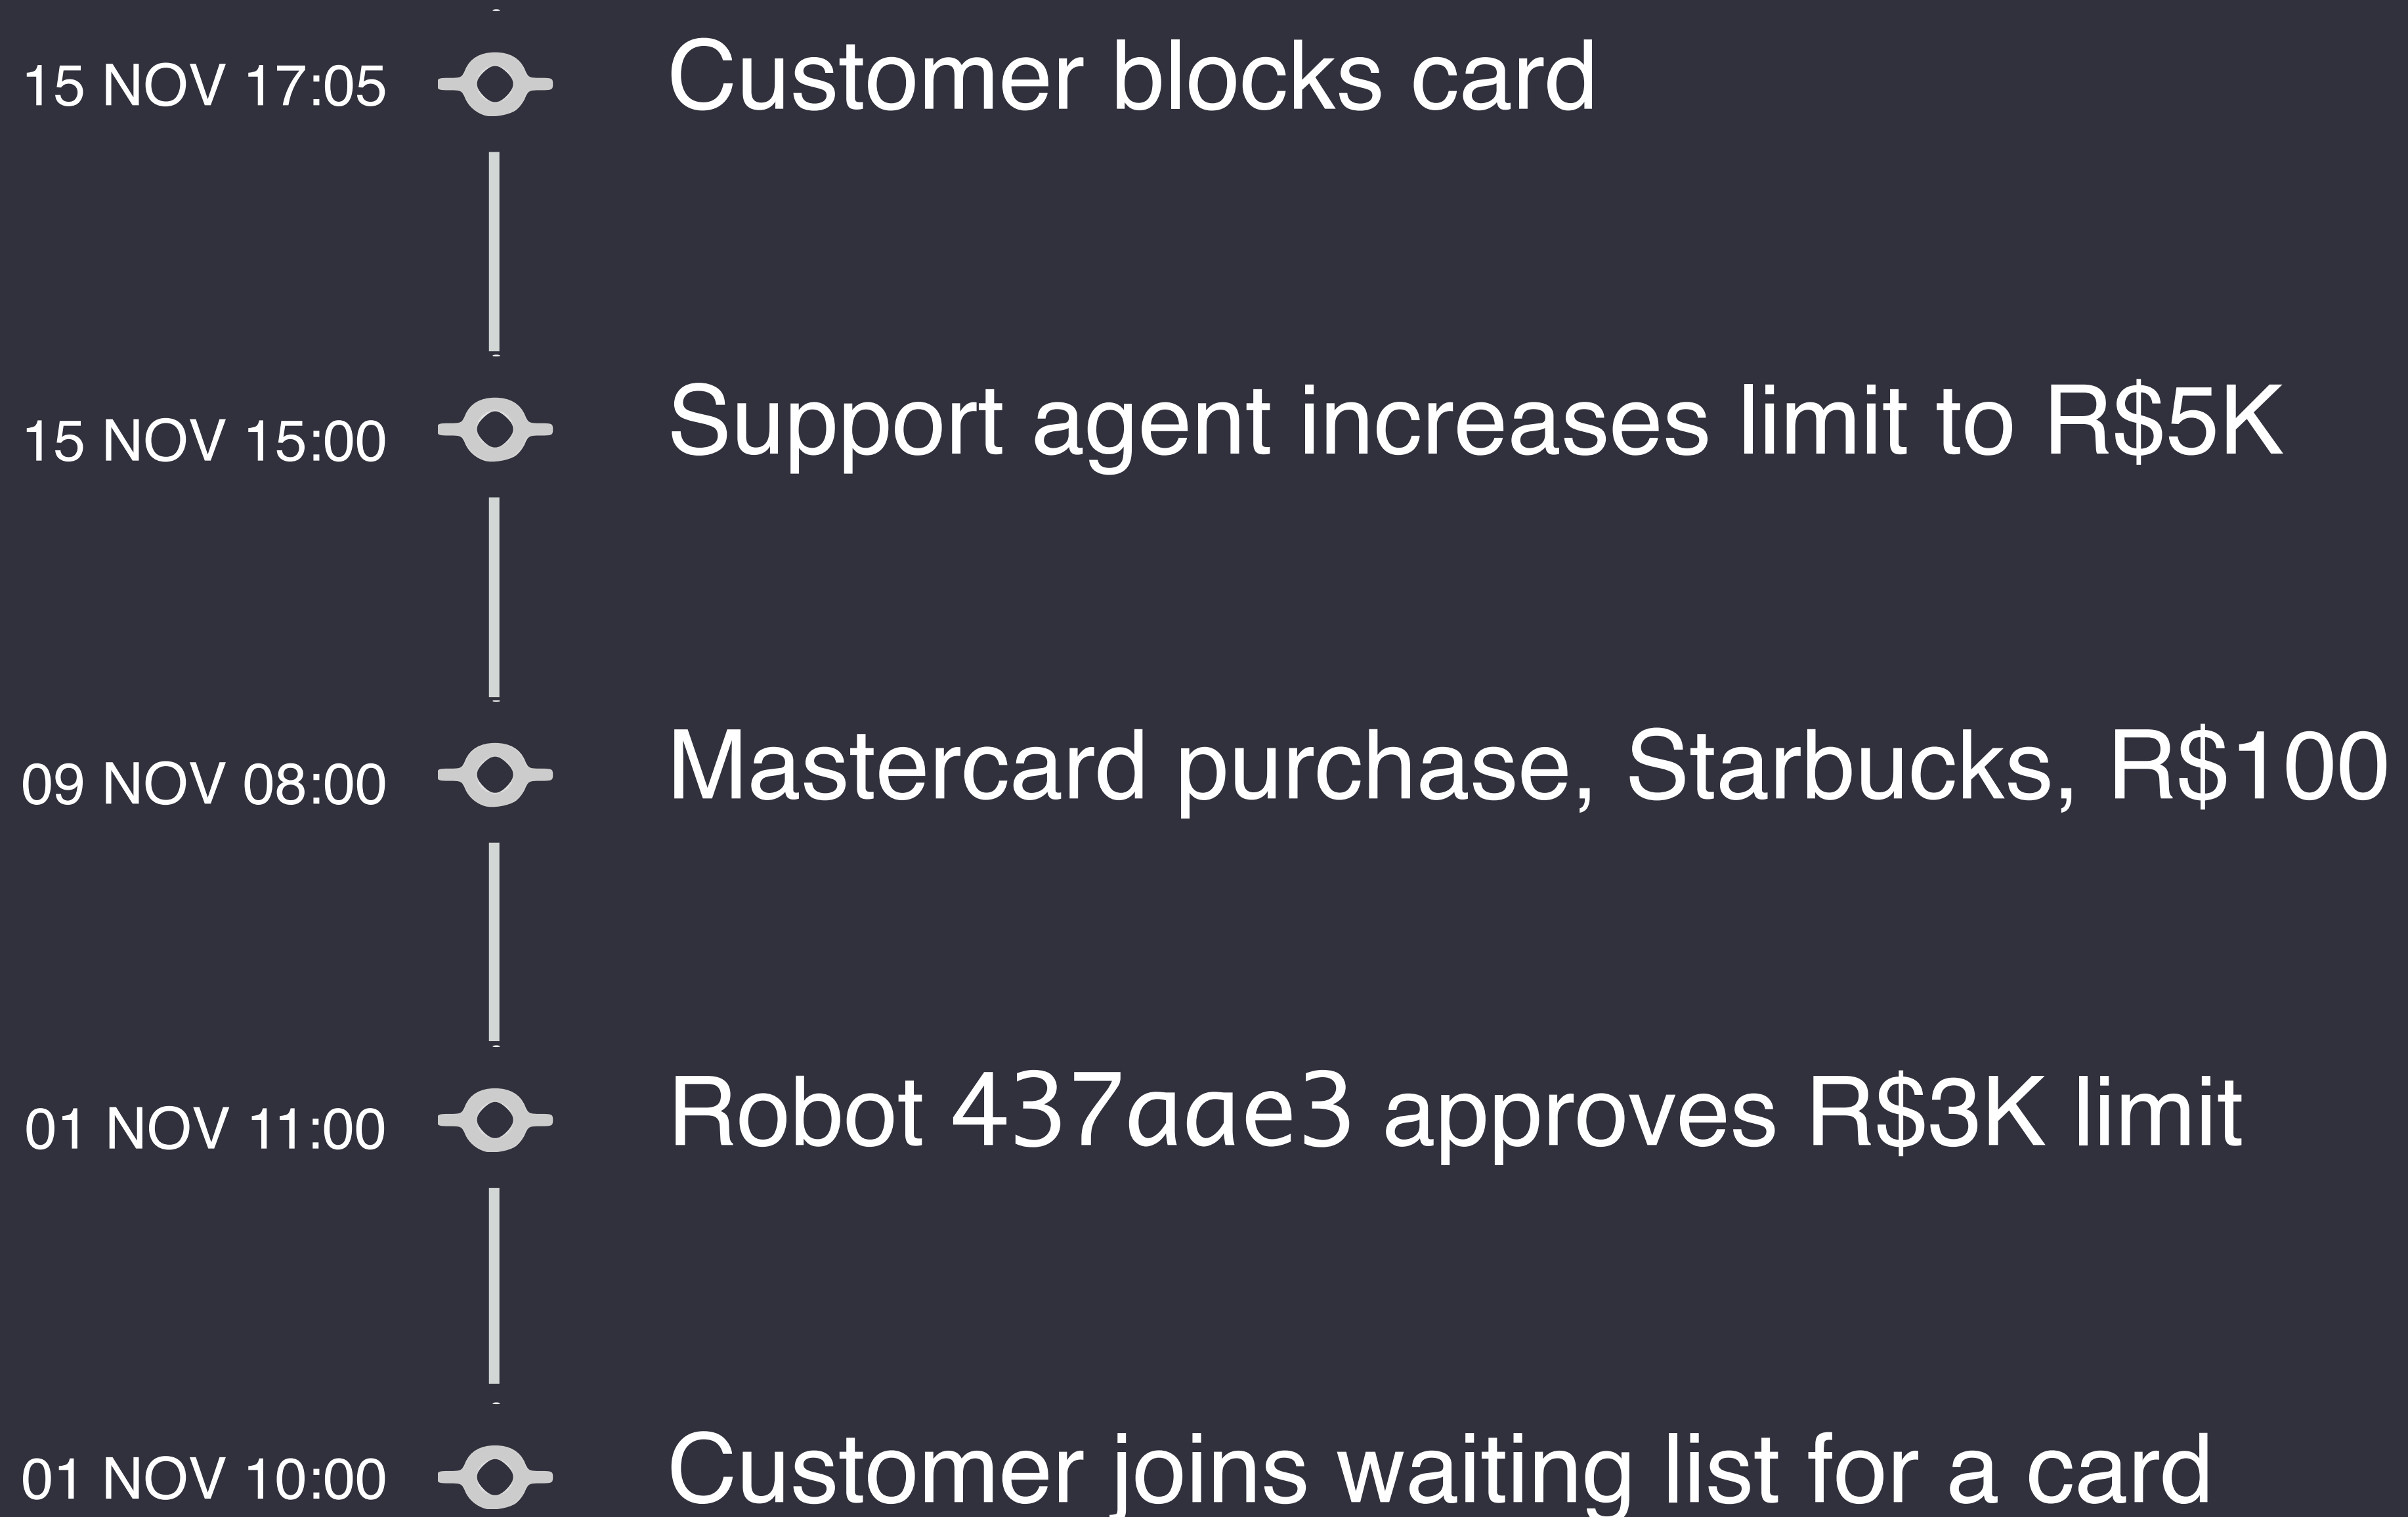 15 NOV 17:05 Customer blocks card
15 NOV 15:00 Support agent increases limit to R$5K
09 NOV 08:00 Mastercard purchase, Starbucks, R$100
01 NOV 11:00 Robot 437aae3 approves R$3K limit
01 NOV 10:00 Customer joins waiting list for a card